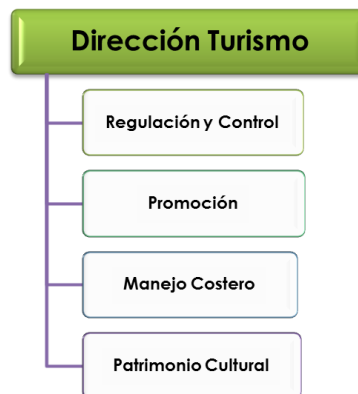 Dirección Turismo
Regulación y Control
Promoción
Manejo Costero
Patrimonio Cultural